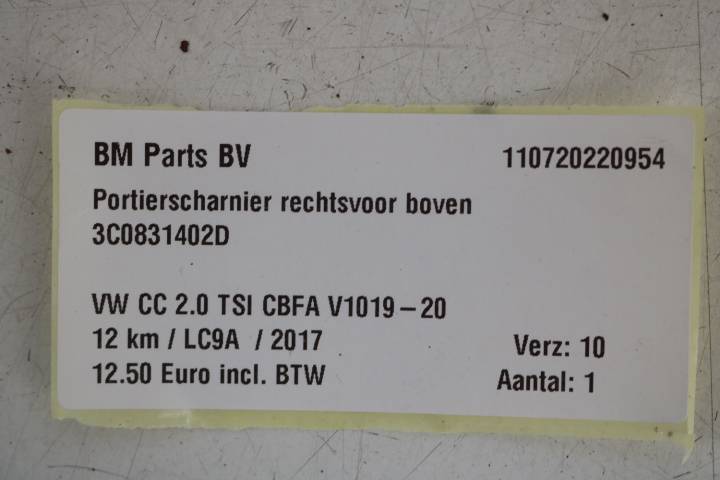 BM Parts BV 110720220954
Portierscharnier rechtsvoor boven
3C0831402D
VW CC 2.0 TSI CBFA V1019-20
12 km / LC9A / 2017 Verz: 10
12.50 Euro incl. BTW Aantal: 1